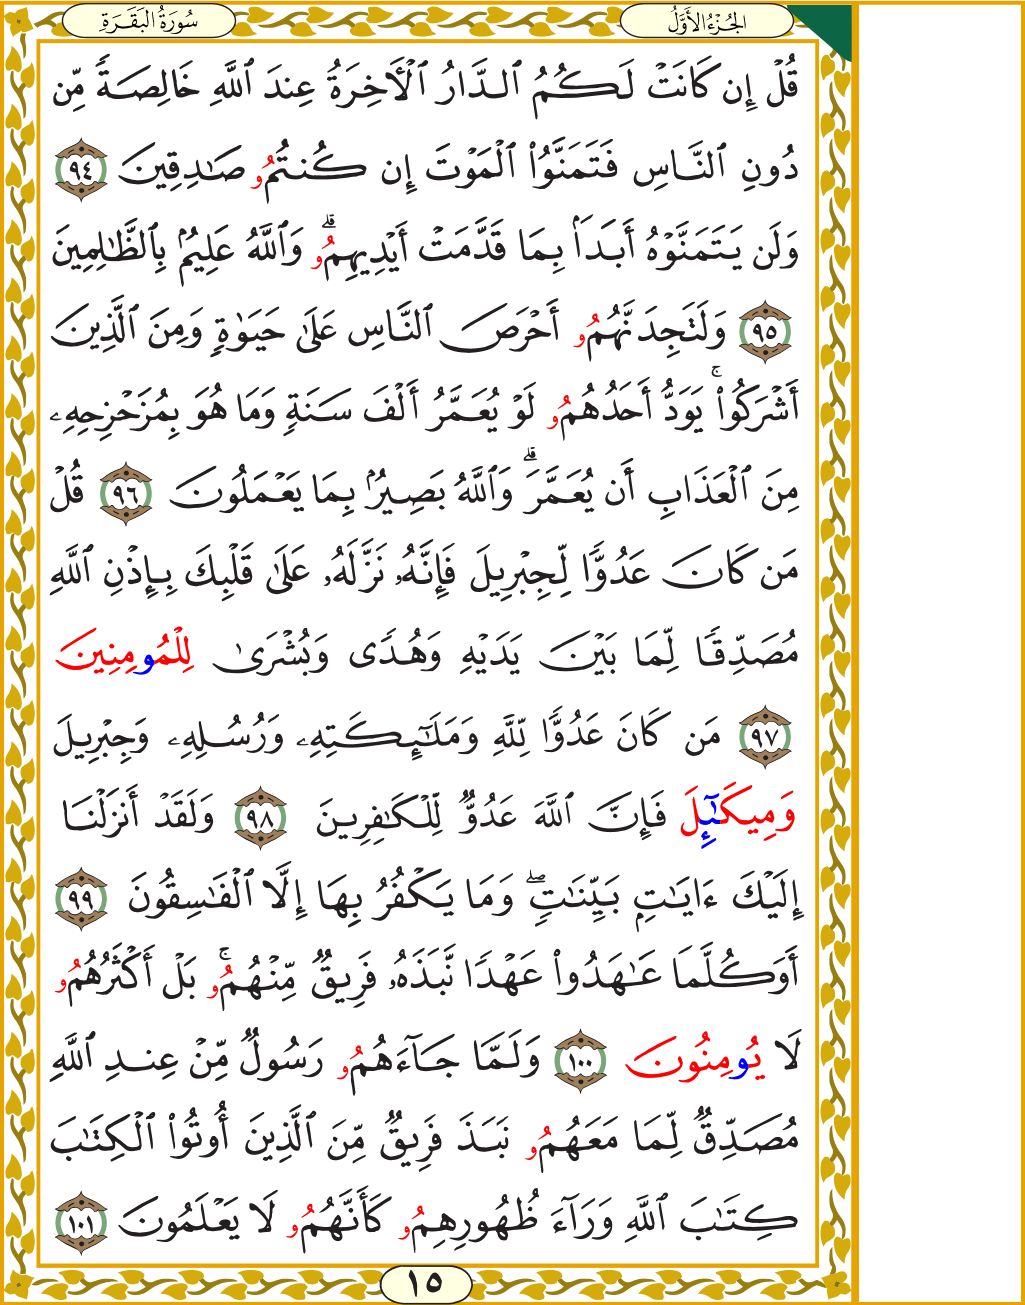 الجُزْءُ الأَوَّلُ
سُورَةُ البَقَرَةِ
قُلْ إِن كَانَتْ لَكُمُ ٱلدَّارُ ٱلْأَخِرَةُ عِندَ ٱللَّهِ خَالِصَةً مِّن
دُونِ ٱلنَّاسِ فَتَمَنَّوُاْ ٱلْمَوْتَ إِن كُنتُمُو صَٰدِقِينَ ٩٤
وَلَن يَتَمَنَّوْهُ أَبَدَۢا بِمَا قَدَّمَتْ أَيْدِيهِمُوۗ وَٱللَّهُ عَلِيمُۢ بِٱلظَّٰلِمِينَ
٩٥ وَلَتَجِدَنَّهُمُو أَحْرَصَ ٱلنَّاسِ عَلَىٰ حَيَوٰةٍ وَمِنَ ٱلَّذِينَ
أَشْرَكُواْۚ يَوَدُّ أَحَدُهُمُو لَوْ يُعَمَّرُ أَلْفَ سَنَةٍ وَمَا هُوَ بِمُزَحْزِحِهِۦ
مِنَ ٱلْعَذَابِ أَن يُعَمَّرَۗ وَٱللَّهُ بَصِيرُۢ بِمَا يَعْمَلُونَ ٩٦ قُلْ
مَن كَانَ عَدُوًّا لِّجِبْرِيلَ فَإِنَّهُۥ نَزَّلَهُۥ عَلَىٰ قَلْبِكَ بِإِذْنِ ٱللَّهِ
مُصَدِّقًا لِّمَا بَيْنَ يَدَيْهِ وَهُدًى وَبُشْرَىٰ لِلْمُومِنِينَ
٩٧ مَن كَانَ عَدُوًّا لِّلَّهِ وَمَلَٰٓئِكَتِهِۦ وَرُسُلِهِۦ وَجِبْرِيلَ
وَمِيكَٰٓئِلَ فَإِنَّ ٱللَّهَ عَدُوٌّ لِّلْكَٰفِرِينَ ٩٨ وَلَقَدْ أَنزَلْنَا
إِلَيْكَ ءَايَٰتِۭ بَيِّنَٰتٍۖ وَمَا يَكْفُرُ بِهَا إِلَّا ٱلْفَٰسِقُونَ ٩٩
أَوَكُلَّمَا عَٰهَدُواْ عَهْدًا نَّبَذَهُۥ فَرِيقٌ مِّنْهُمُوۚ بَلْ أَكْثَرُهُمُو
لَا يُومِنُونَ ١٠٠ وَلَمَّا جَآءَهُمُو رَسُولٌ مِّنْ عِندِ ٱللَّهِ
مُصَدِّقٌ لِّمَا مَعَهُمُو نَبَذَ فَرِيقٌ مِّنَ ٱلَّذِينَ أُوتُواْ ٱلْكِتَٰبَ
كِتَٰبَ ٱللَّهِ وَرَآءَ ظُهُورِهِمُو كَأَنَّهُمُو لَا يَعْلَمُونَ ١٠١
١٥